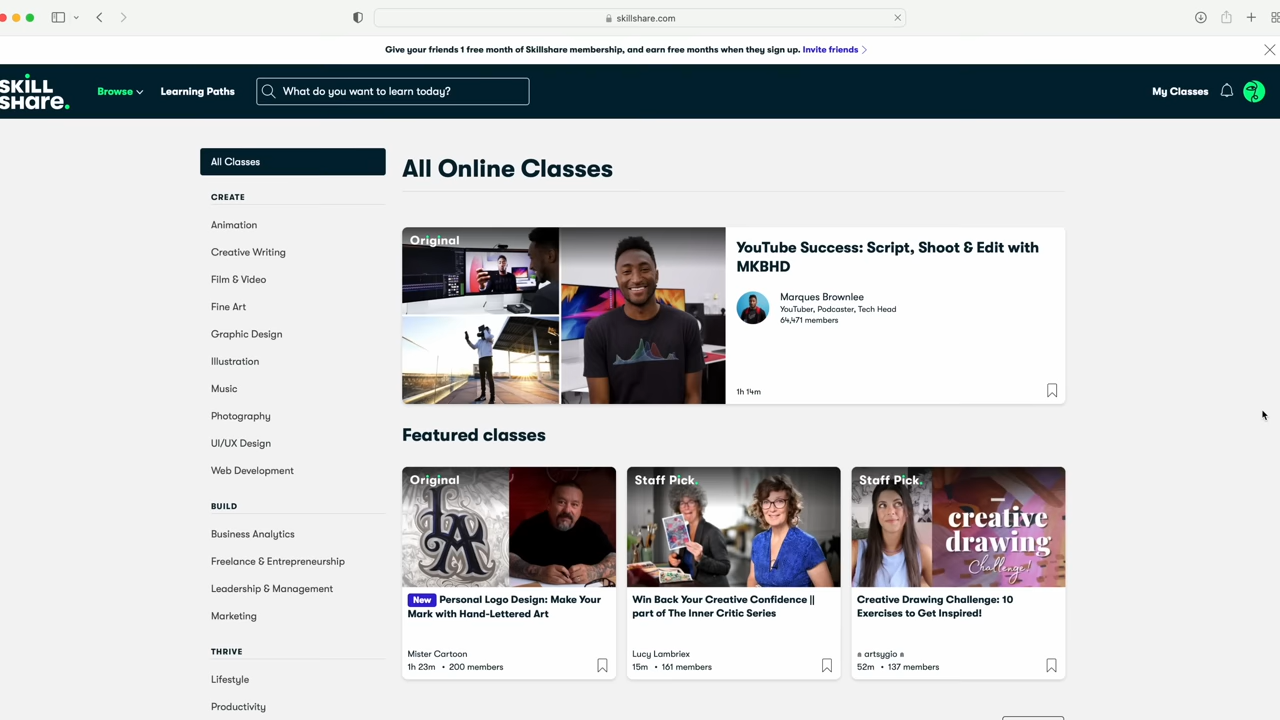 skillshare.com
Give your friends 1 free month of Skillshare membership, and earn free months when they sign up. Invite friends
SKILL
SHARE.
Browse
Learning Paths
What do you want to learn today?
My Classes
All Classes
CREATE
Animation
Creative Writing
Film & Video
Fine Art
Graphic Design
Illustration
Music
Photography
UI/UX Design
Web Development
BUILD
Business Analytics
Freelance & Entrepreneurship
Leadership & Management
Marketing
THRIVE
Lifestyle
Productivity
All Online Classes
Original
YouTube Success: Script, Shoot & Edit with
MKBHD
Marques Brownlee
YouTuber, Podcaster, Tech Head
64,471 members
1h 14m
Featured classes
Original
LA
New Personal Logo Design: Make Your
Mark with Hand-Lettered Art
Mister Cartoon
1h 23m • 200 members
Staff Pick.
Win Back Your Creative Confidence ||
part of The Inner Critic Series
Lucy Lambriex
15m • 161 members
Staff Pick.
creative
drawing
Challenge!
Creative Drawing Challenge: 10
Exercises to Get Inspired!
artsygio
52m • 137 members